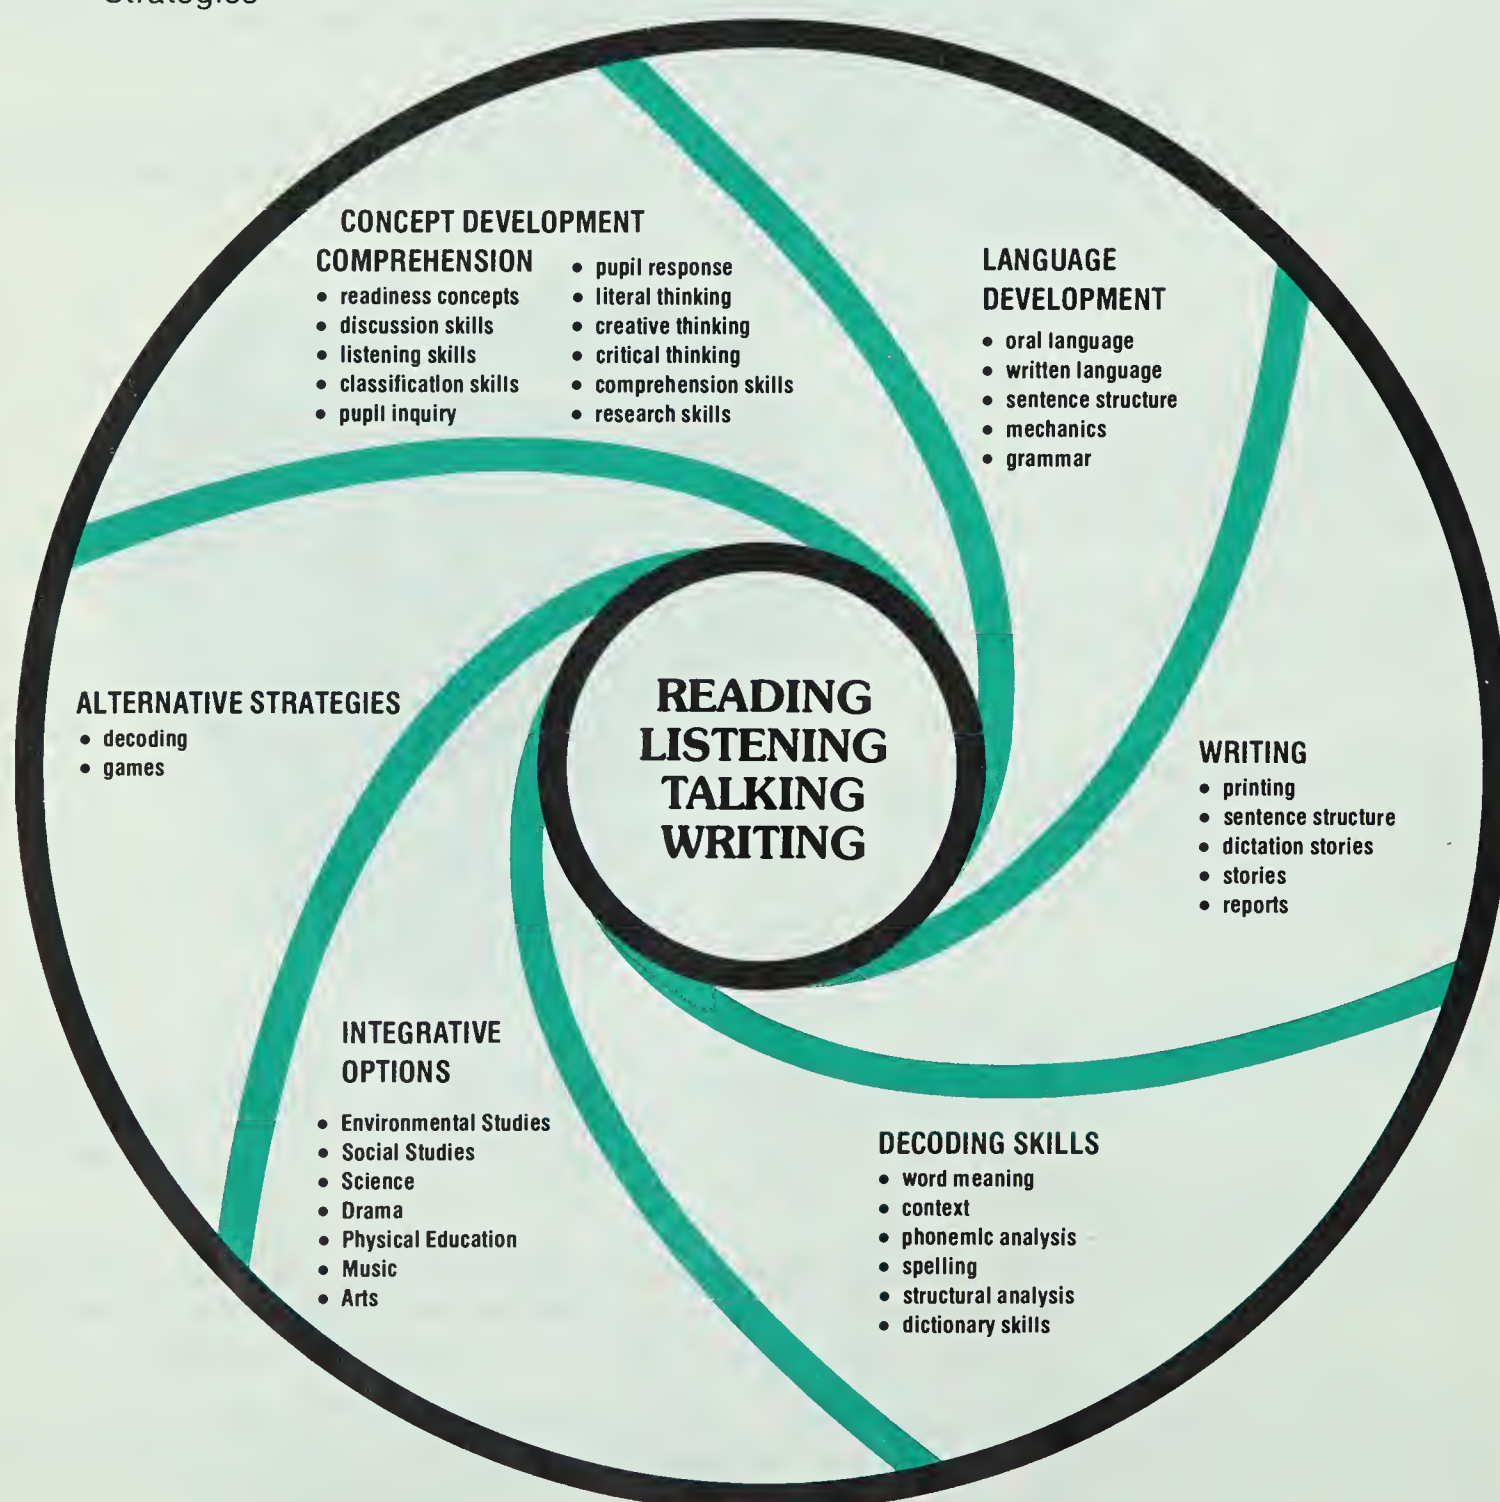 Strategies
CONCEPT DEVELOPMENT
COMPREHENSION
• readiness concepts
• discussion skills
• listening skills
• classification skills
• pupil inquiry
• pupil response
• literal thinking
• creative thinking
• critical thinking
• comprehension skills
• research skills
LANGUAGE
DEVELOPMENT
• oral language
• written language
• sentence structure
• mechanics
• grammar
ALTERNATIVE STRATEGIES
• decoding
• games
READING
LISTENING
TALKING
WRITING
WRITING
• printing
• sentence structure
• dictation stories
• stories
• reports
INTEGRATIVE
OPTIONS
• Environmental Studies
• Social Studies
• Science
• Drama
• Physical Education
• Music
• Arts
DECODING SKILLS
• word meaning
• context
• phonemic analysis
• spelling
• structural analysis
• dictionary skills